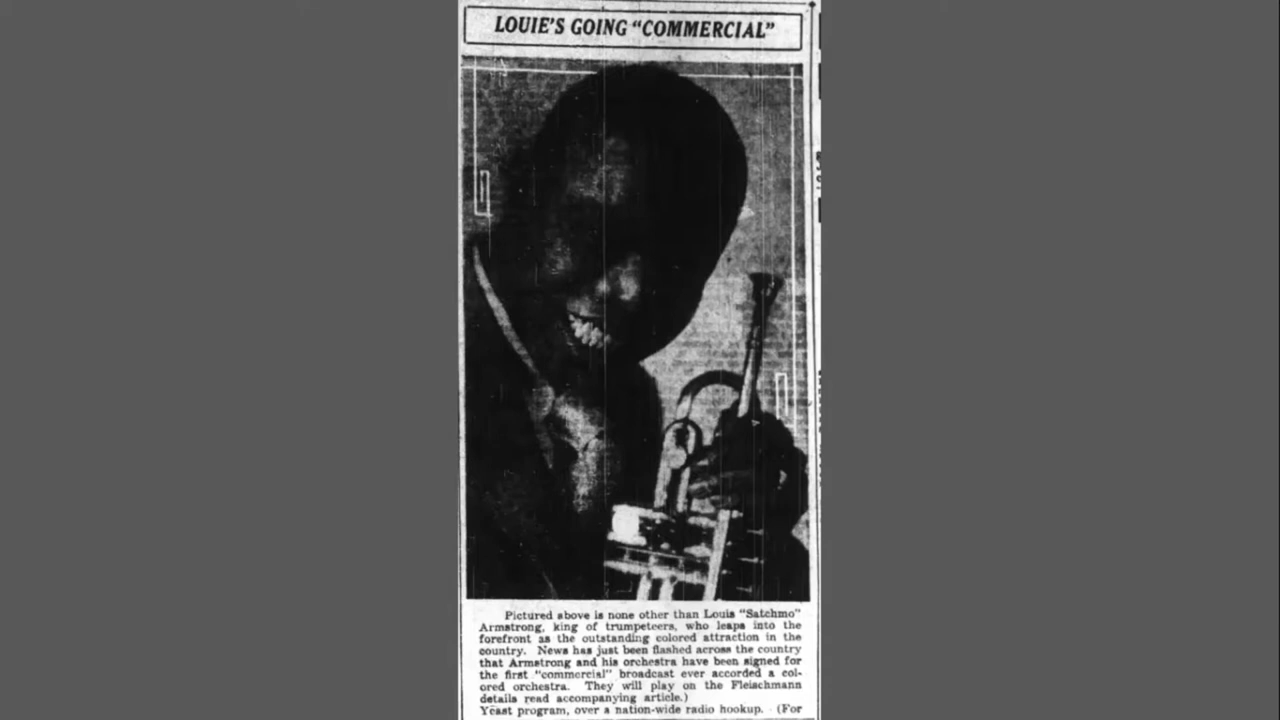 LOUIE'S GOING "COMMERCIAL"
Pictured above is none other than Louis "Satchmo"
Armstrong, king of trumpeteers, who leaps into the
forefront as the outstanding colored attraction in the
country. News has just been flashed across the country
that Armstrong and his orchestra have been signed for
the first "commercial" broadcast ever accorded a col-
ored orchestra. They will play on the Fleischmann
details read accompanying article.)
Yeast program, over a nation-wide radio hookup. (For